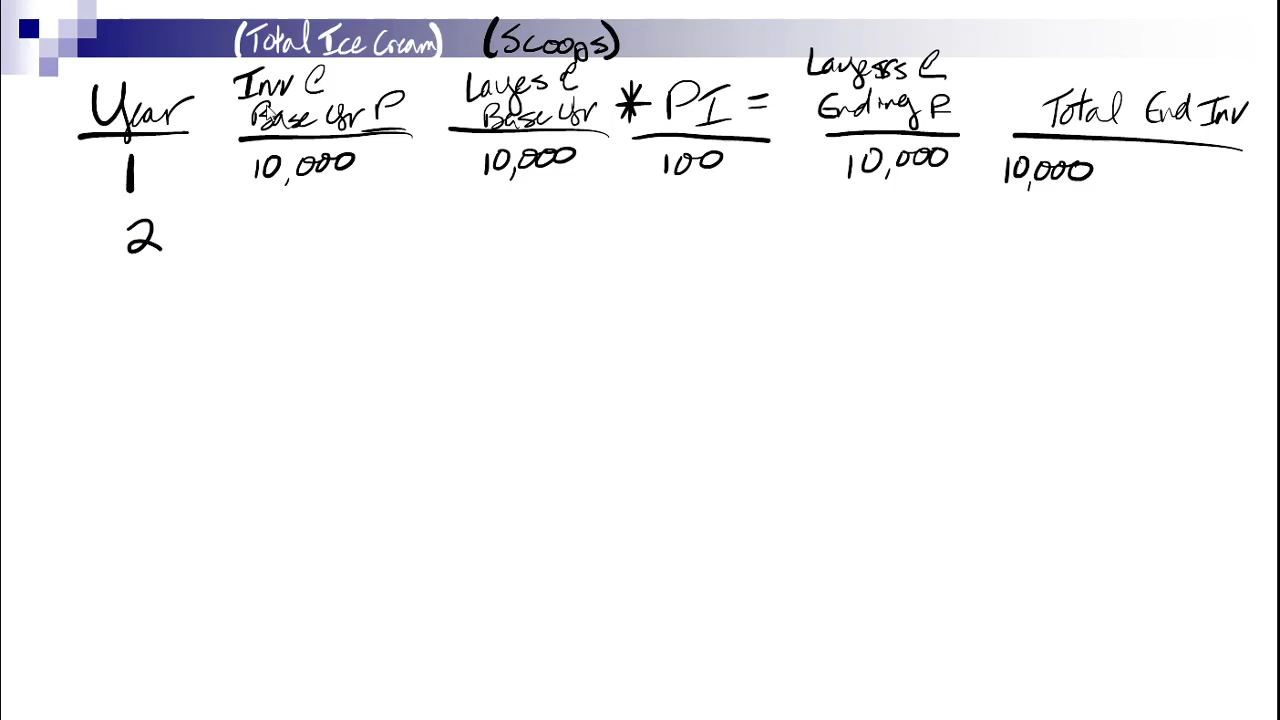 (Total Ice Cream) (Scoops)
Year
Inv @
Base Yr P
Layers @
Base Yr
* PI =
Layers @
Ending P
Total End Inv
1 10,000 10,000 100 10,000 10,000
2